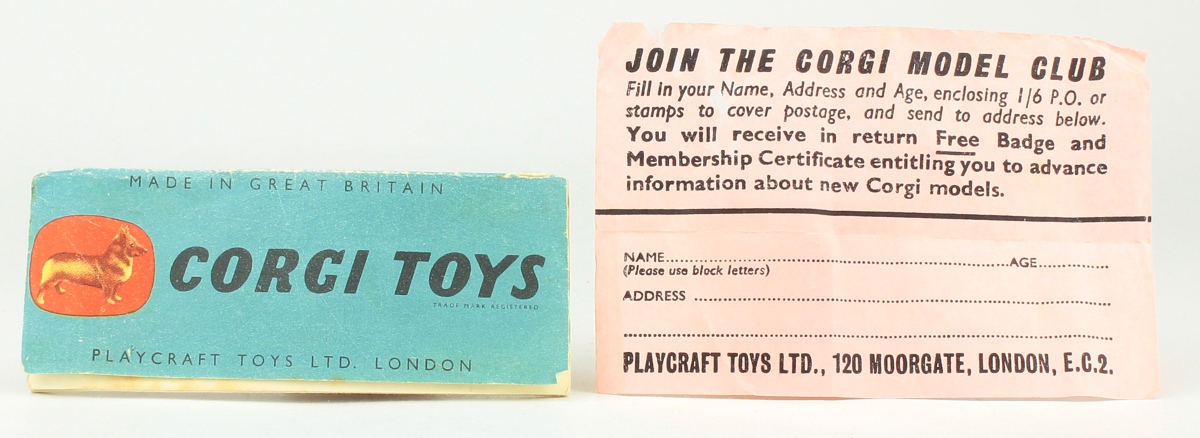 MADE IN GREAT BRITAIN
CORGI TOYS
TRADE MARK REGISTERED
PLAYCRAFT TOYS LTD. LONDON
JOIN THE CORGI MODEL CLUB
Fill in your Name, Address and Age, enclosing 1/6 P.O. or
stamps to cover postage, and send to address below.
You will receive in return Free Badge and
Membership Certificate entitling you to advance
information about new Corgi models.
NAME..........AGE..........
(Please use block letters)
ADDRESS ..........
PLAYCRAFT TOYS LTD., 120 MOORGATE, LONDON, E.C.2.